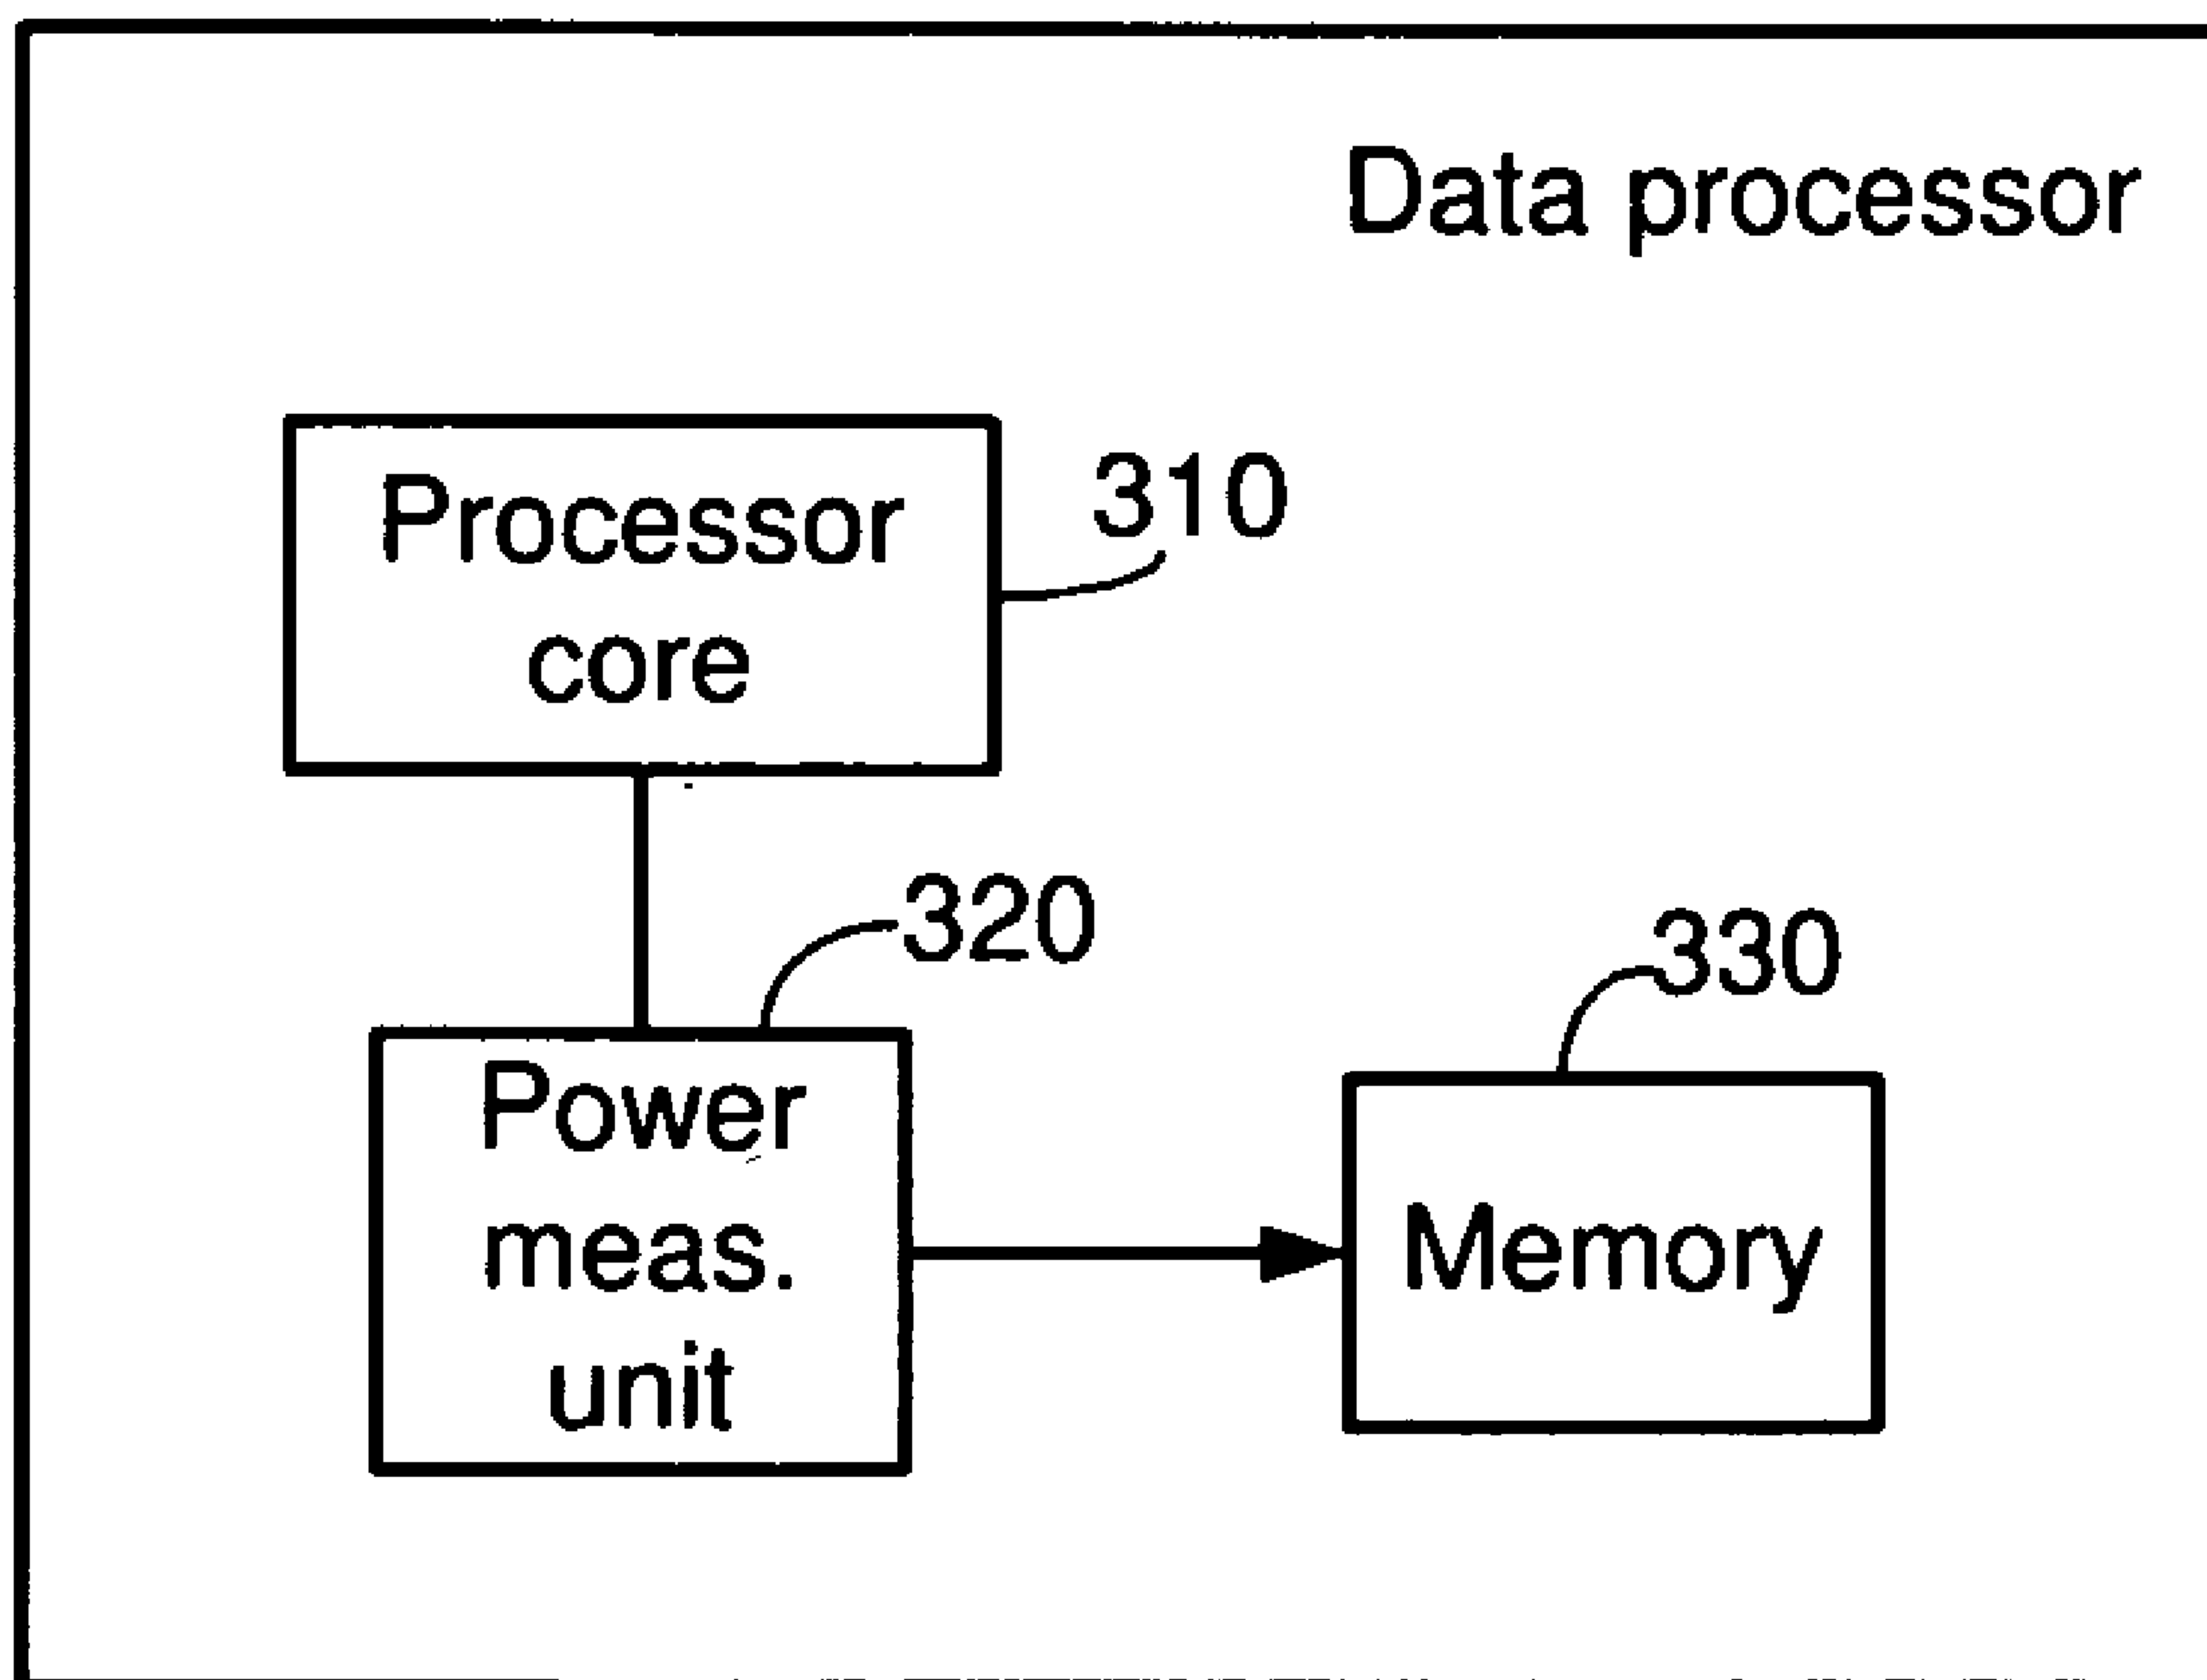 Data processor
Processor
core
310
320
330
Power
meas.
unit
Memory